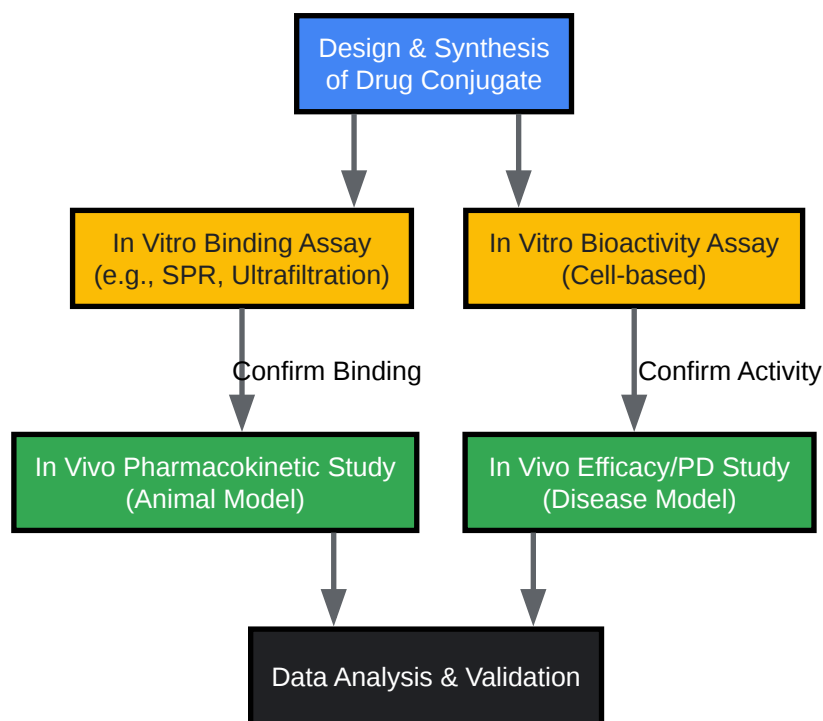 Design & Synthesis
of Drug Conjugate
In Vitro Binding Assay
(e.g., SPR, Ultrafiltration)
In Vitro Bioactivity Assay
(Cell-based)
Confirm Binding
Confirm Activity
In Vivo Pharmacokinetic Study
(Animal Model)
In Vivo Efficacy/PD Study
(Disease Model)
Data Analysis & Validation